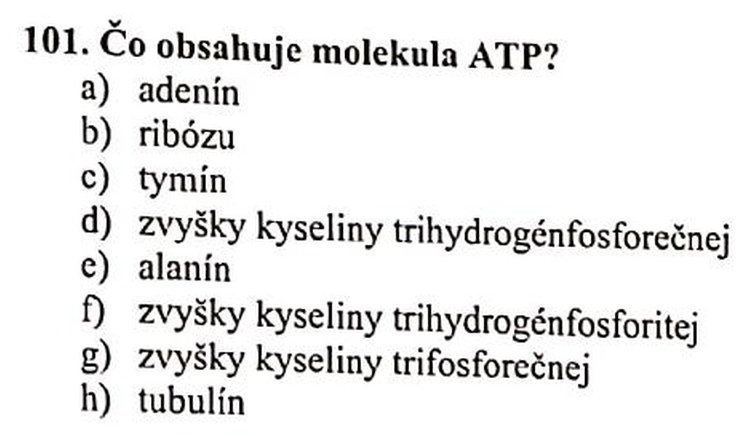 101. Čo obsahuje molekula ATP?
a) adenín
b) ribózu
c) tymín
d) zvyšky kyseliny trihydrogénfosforečnej
e) alanín
f) zvyšky kyseliny trihydrogénfosforitej
g) zvyšky kyseliny trifosforečnej
h) tubulín